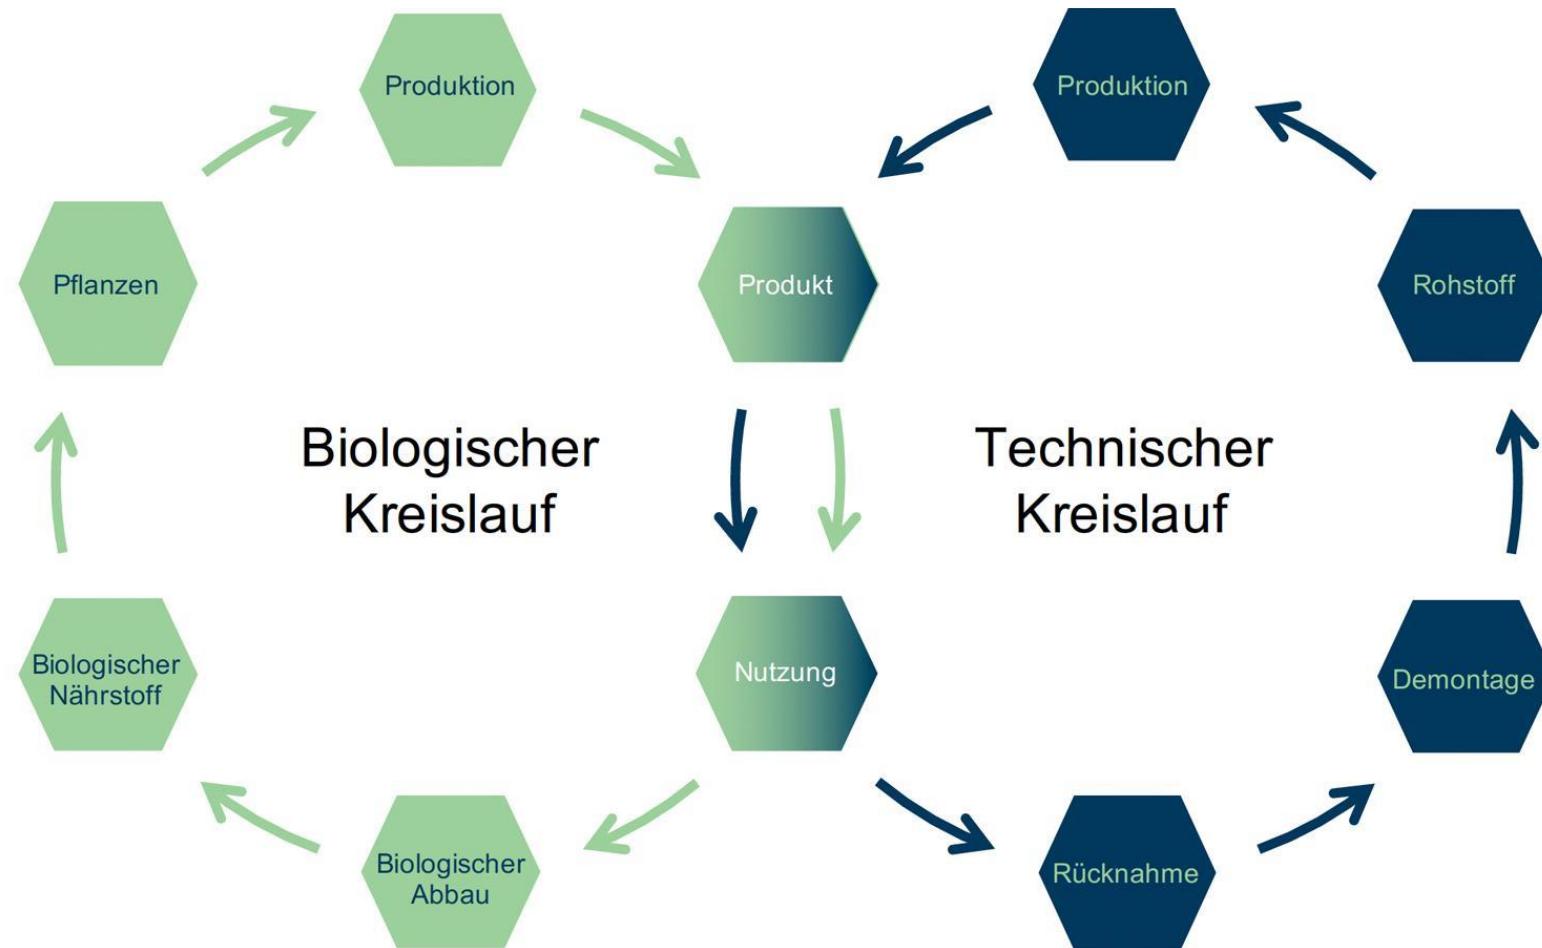 Produktion
Produktion
Pflanzen
Produkt
Rohstoff
Biologischer
Kreislauf
Technischer
Kreislauf
Biologischer
Nährstoff
Nutzung
Demontage
Biologischer
Abbau
Rücknahme